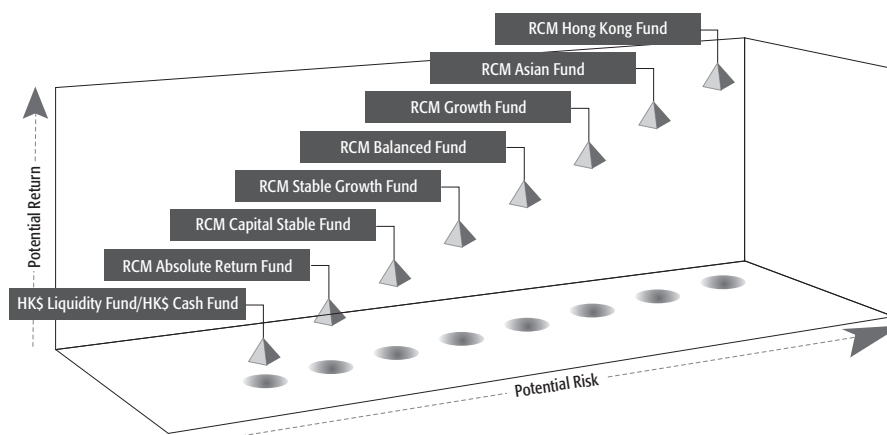 RCM Hong Kong Fund
RCM Asian Fund
RCM Growth Fund
RCM Balanced Fund
RCM Stable Growth Fund
RCM Capital Stable Fund
RCM Absolute Return Fund
HK$ Liquidity Fund/HK$ Cash Fund
Potential Return
Potential Risk